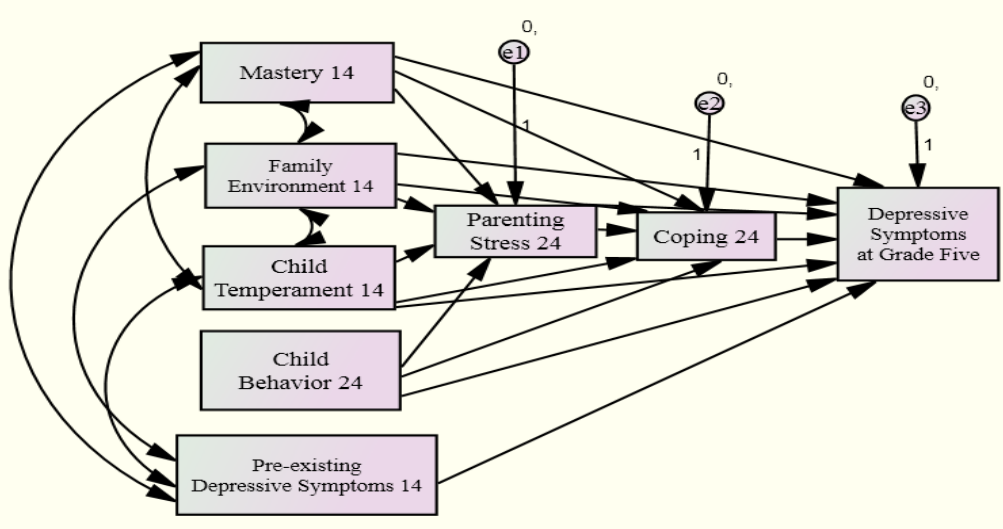 0,
e1
1
0,
e2
1
0,
e3
1
Mastery 14
Family
Environment 14
Child
Temperament 14
Child
Behavior 24
Pre-existing
Depressive Symptoms 14
Parenting
Stress 24
Coping 24
Depressive
Symptoms
at Grade Five